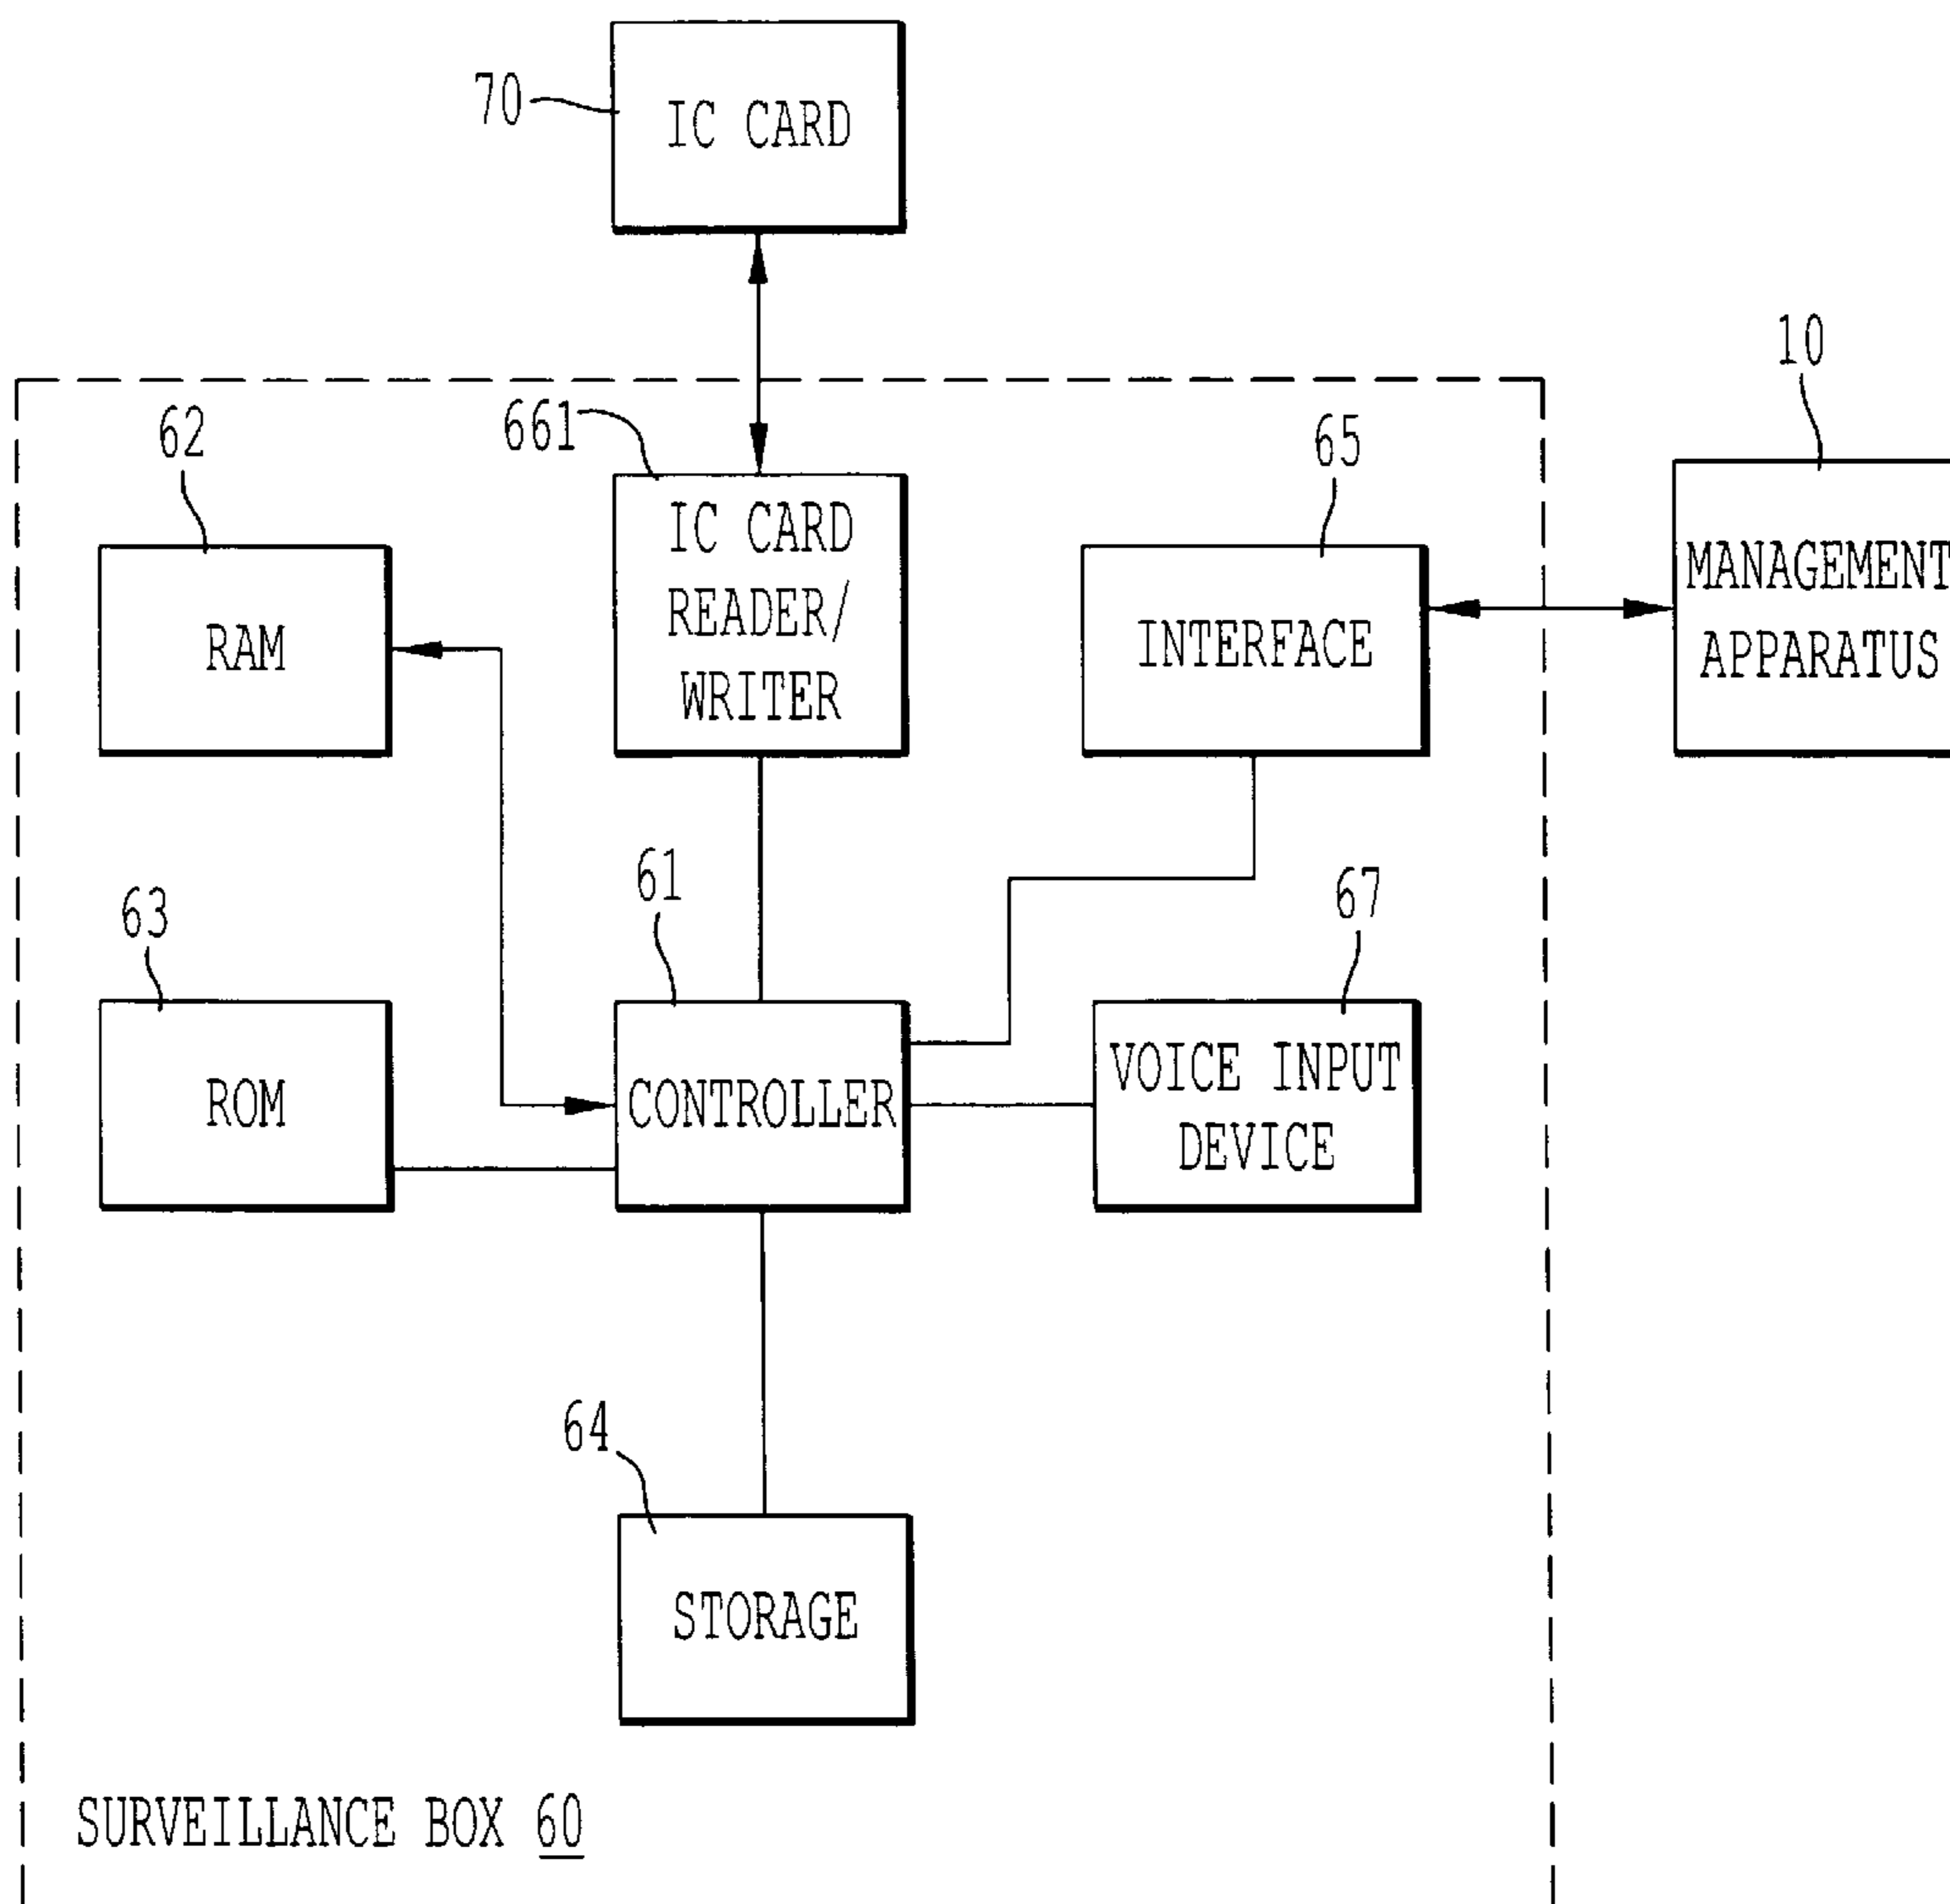 70
IC CARD
10
62
661
65
IC CARD
READER/
WRITER
RAM
INTERFACE
MANAGEMENT
APPARATUS
63
61
67
ROM
CONTROLLER
VOICE INPUT
DEVICE
64
STORAGE
SURVEILLANCE BOX 60